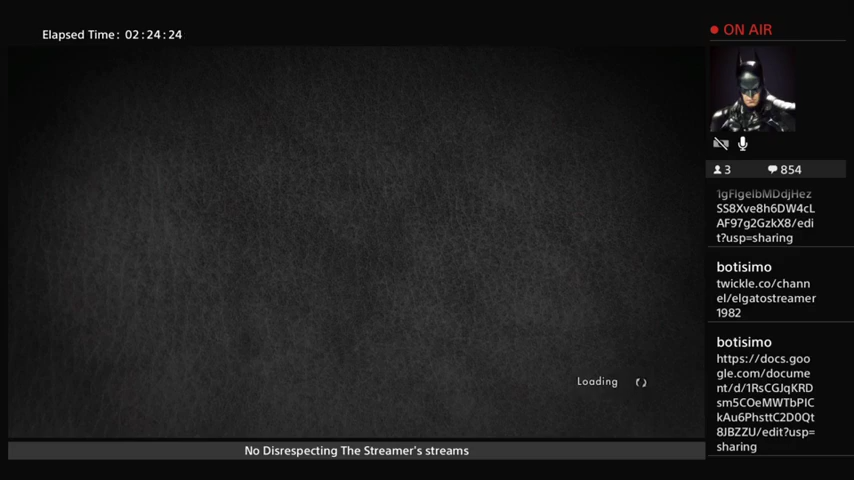 Elapsed Time: 02:24:24
ON AIR
3 854
1gFlgeIbMDdjHez
SS8Xve8h6DW4cL
AF97g2GzkX8/edi
t?usp=sharing
botisimo
twickle.co/chann
el/elgatostreamer
1982
botisimo
https://docs.goo
gle.com/docume
nt/d/1RsCGJqKRD
sm5COeMWTbPIC
kAu6PhsttC2D0Qt
8JBZZU/edit?usp=
sharing
Loading
No Disrespecting The Streamer's streams